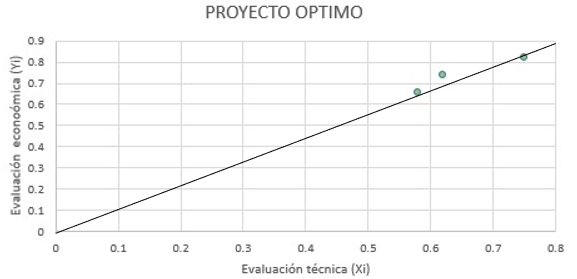 PROYECTO OPTIMO
Evaluación econoómica (Yi)
0.9
0.8
0.7
0.6
0.5
0.4
0.3
0.2
0.1
0
0 0.1 0.2 0.3 0.4 0.5 0.6 0.7 0.8
Evaluación técnica (Xi)